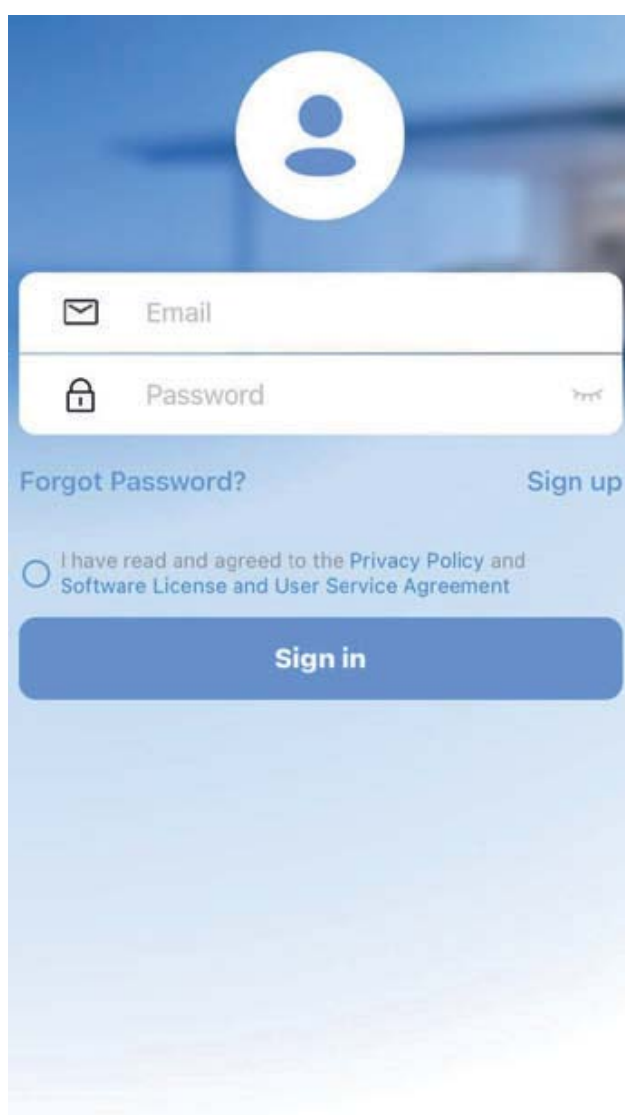 Email
Password
Forgot Password?
Sign up
I have read and agreed to the Privacy Policy and
Software License and User Service Agreement
Sign in